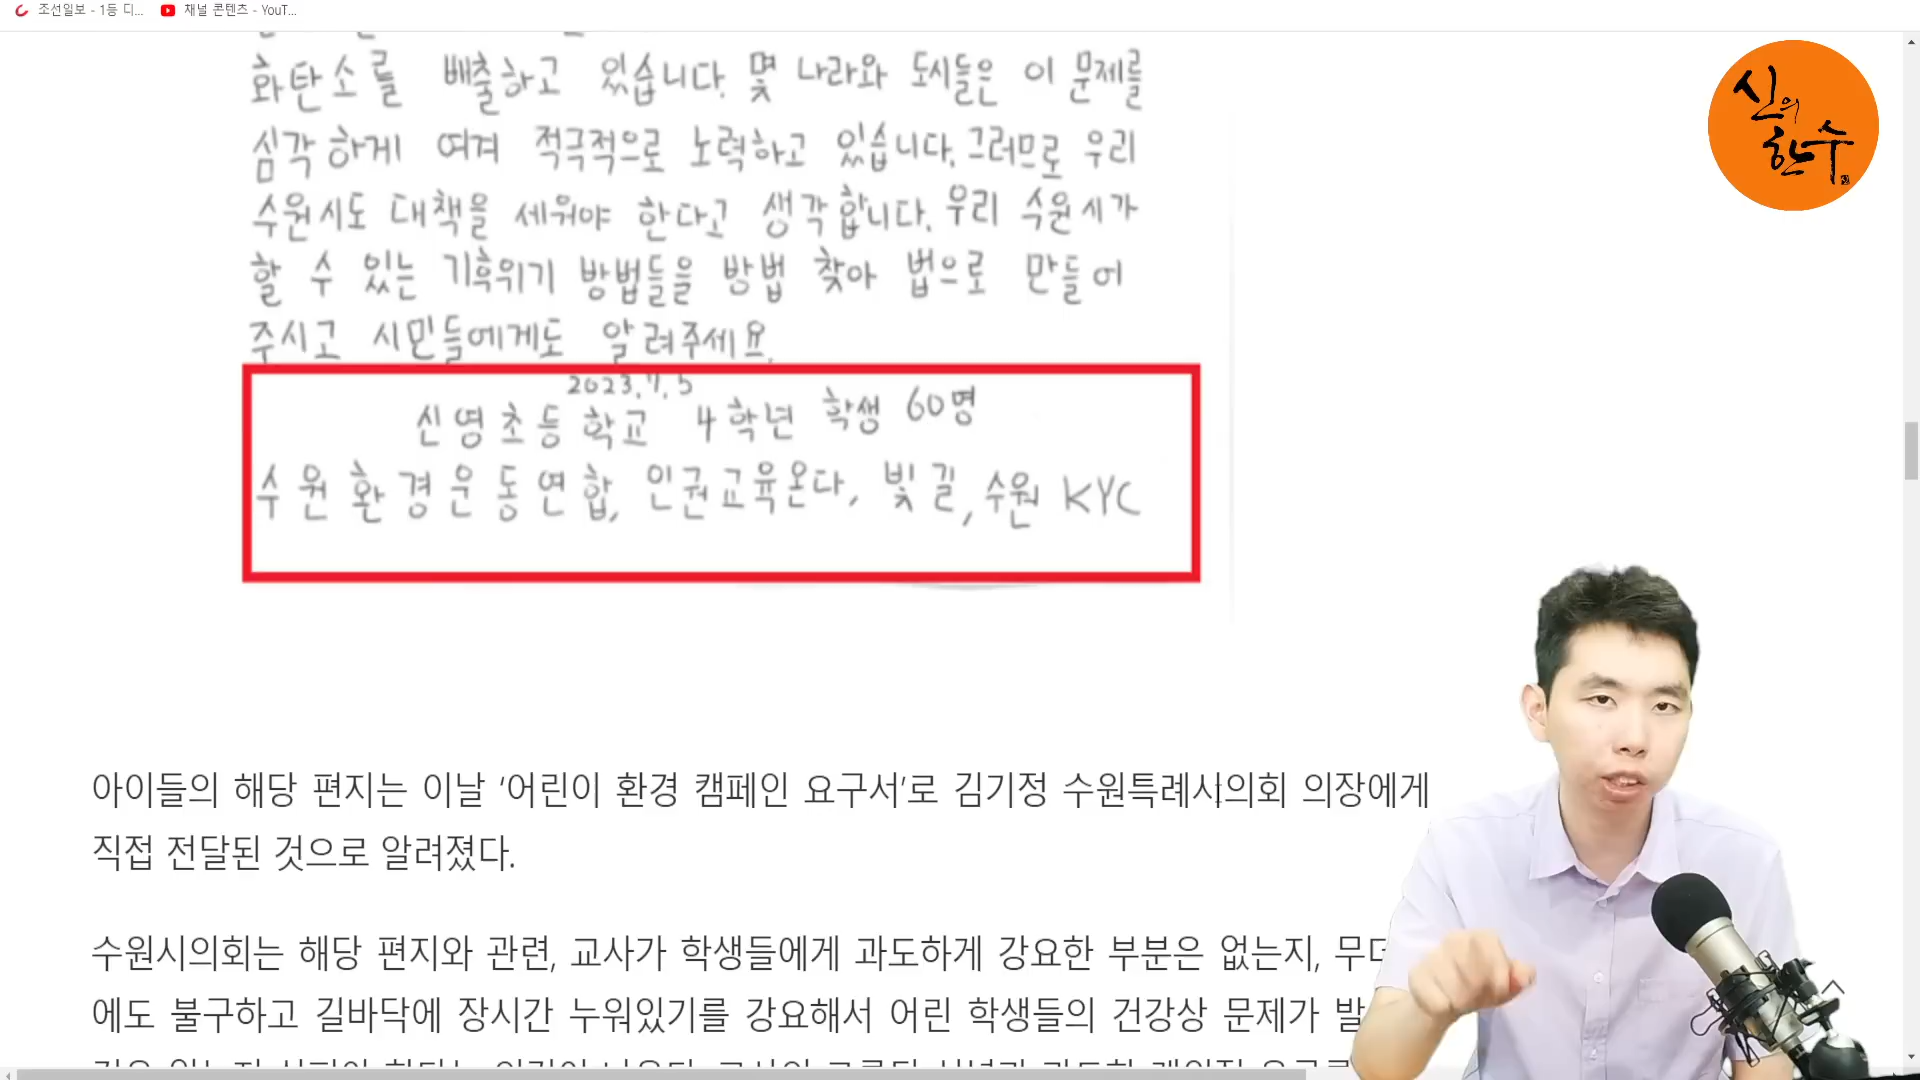 조선일보 - 1등 디...
채널 콘텐츠 - YouT...
신의
한수
화탄소를 배출하고 있습니다. 몇 나라와 도시들은 이 문제를
심각하게 여겨 적극적으로 노력하고 있습니다. 그러므로 우리
수원시도 대책을 세워야 한다고 생각합니다. 우리 수원시가
할 수 있는 기후위기 방법들을 방법 찾아 법으로 만들어
주시고 시민들에게도 알려주세요.
2023.7.5
신영초등학교 4학년 학생 60명
수원환경운동연합, 인권교육온다, 빛길, 수원 KYC
아이들의 해당 편지는 이날 ‘어린이 환경 캠페인 요구서’로 김기정 수원특례시의회 의장에게
직접 전달된 것으로 알려졌다.
수원시의회는 해당 편지와 관련, 교사가 학생들에게 과도하게 강요한 부분은 없는지, 무더
에도 불구하고 길바닥에 장시간 누워있기를 강요해서 어린 학생들의 건강상 문제가 발